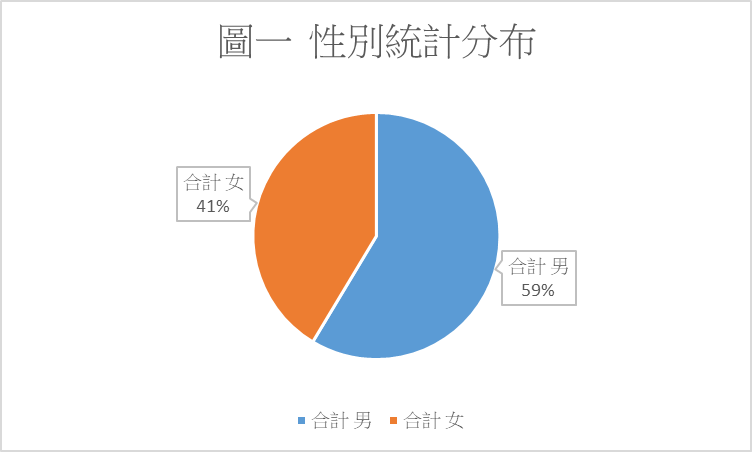 圖一 性別統計分布
合計 女
41%
合計 男
59%
合計 男 合計 女